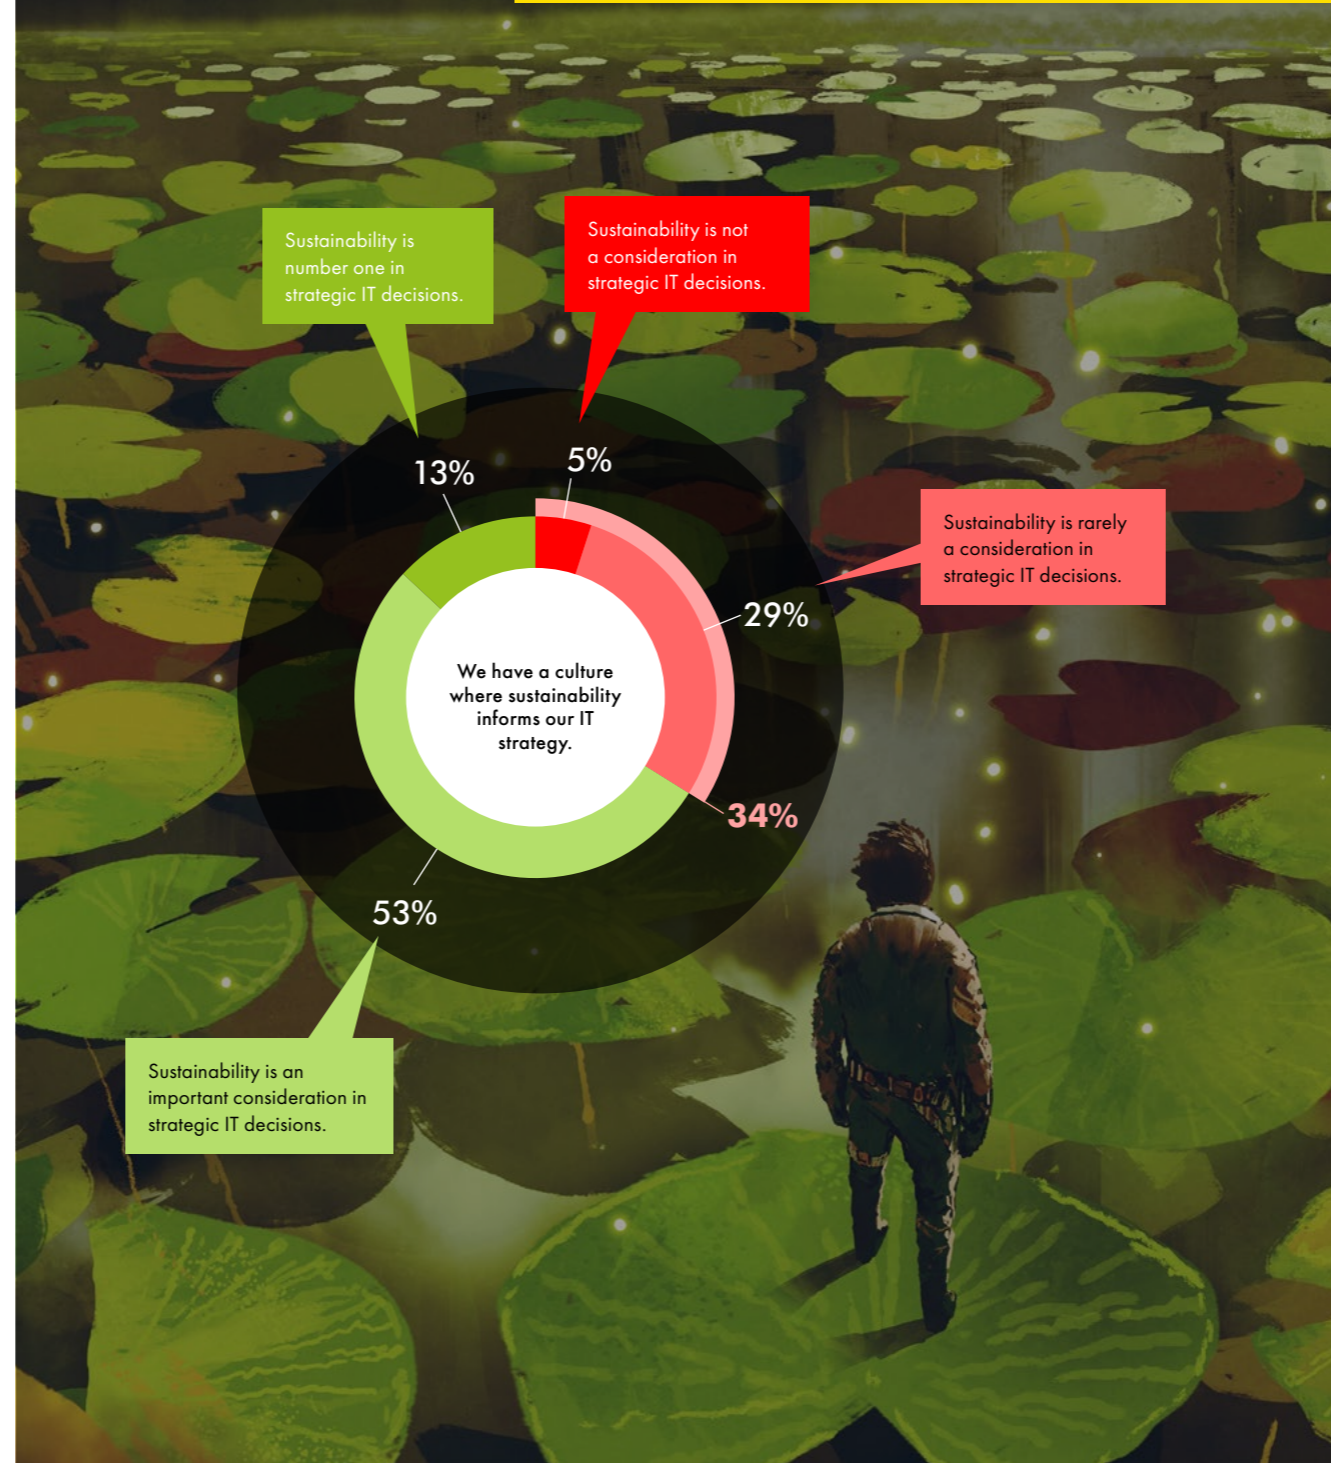 Sustainability is
number one in
strategic IT decisions.
Sustainability is not
a consideration in
strategic IT decisions.
13%
5%
Sustainability is rarely
a consideration in
strategic IT decisions.
29%
We have a culture
where sustainability
informs our IT
strategy.
34%
53%
Sustainability is an
important consideration in
strategic IT decisions.